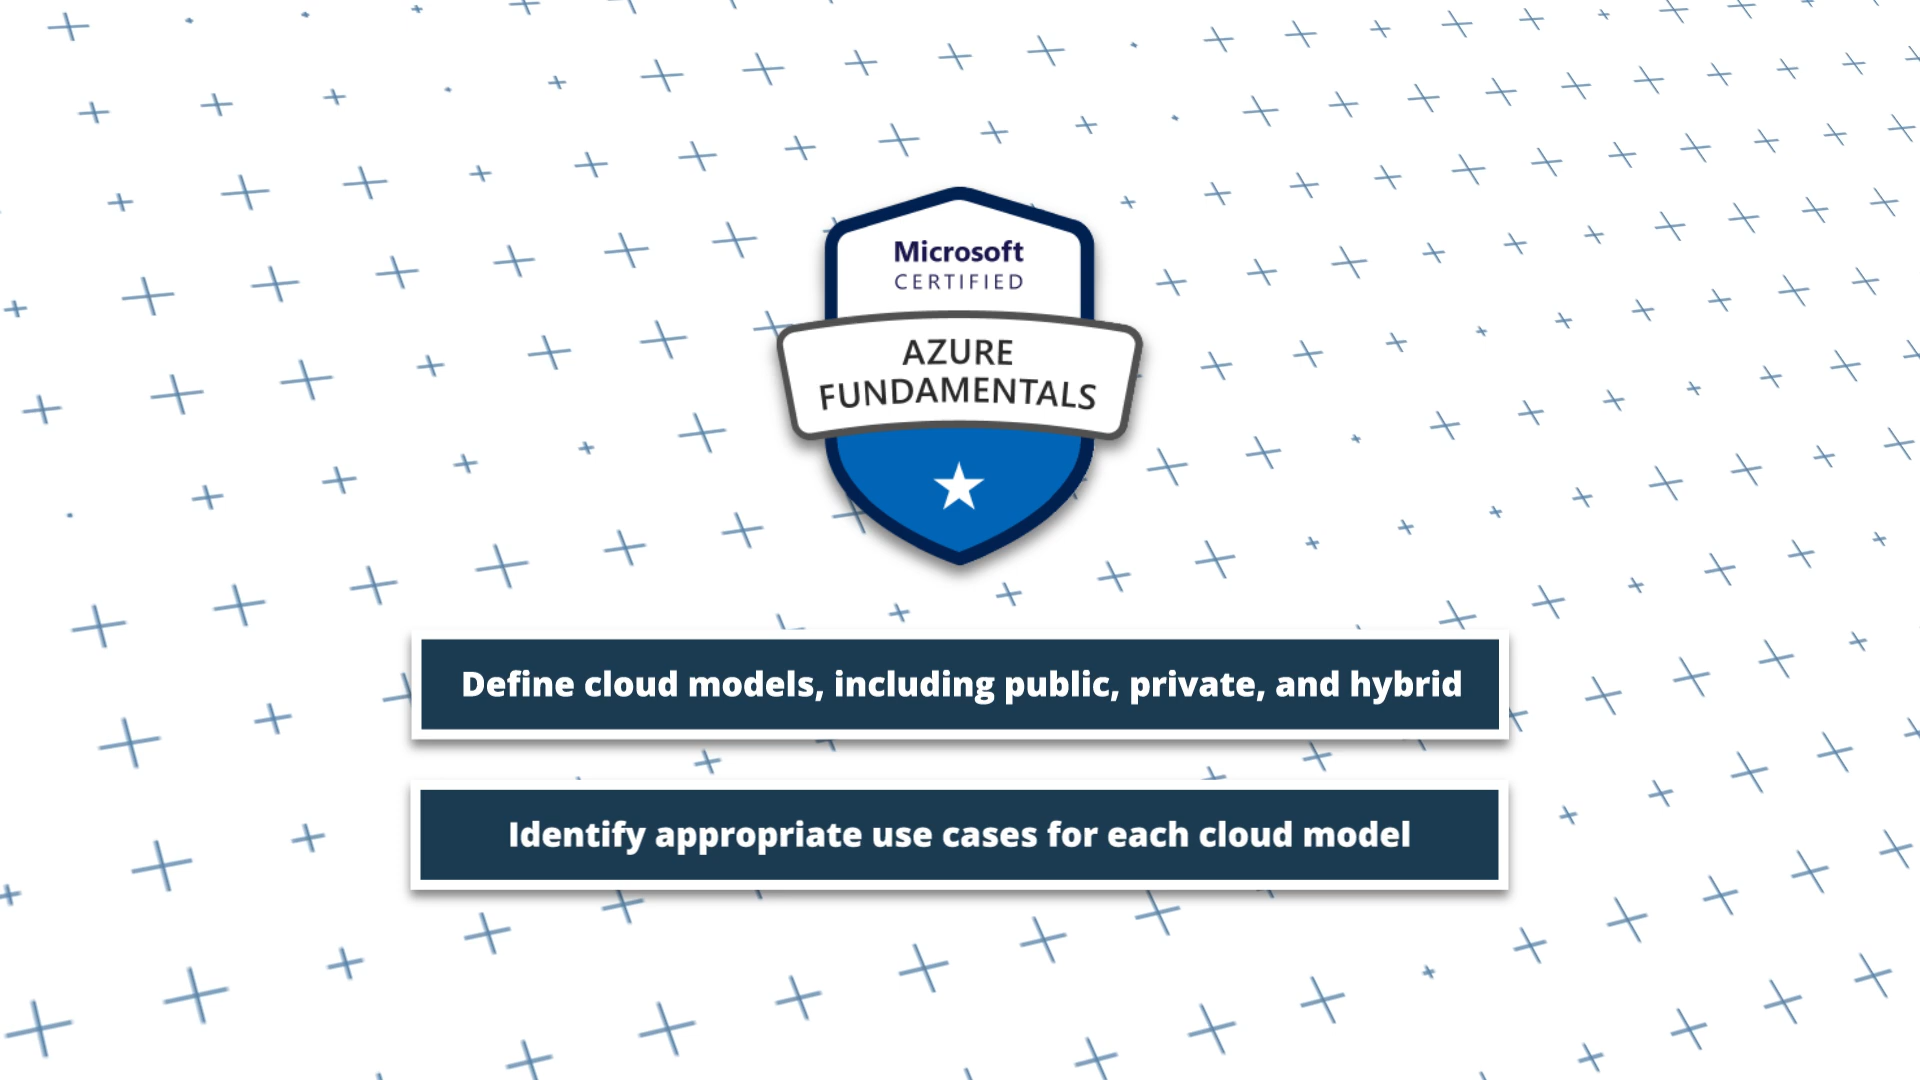 Microsoft
CERTIFIED
AZURE
FUNDAMENTALS
Define cloud models, including public, private, and hybrid
Identify appropriate use cases for each cloud model